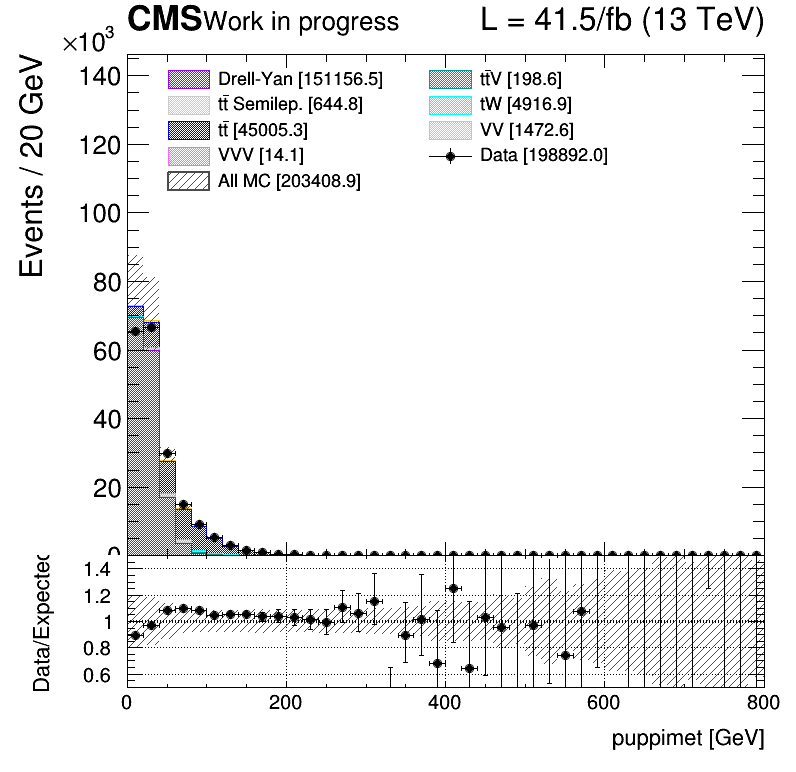 CMS Work in progress L = 41.5/fb (13 TeV)
×10³
Events / 20 GeV
140
120
100
80
60
40
20
0
Drell-Yan [151156.5]
tt̄ Semilep. [644.8]
tt̄ [45005.3]
VVV [14.1]
All MC [203408.9]
tt̄V [198.6]
tW [4916.9]
VV [1472.6]
Data [198892.0]
Data/Expected
1.4
1.2
1
0.8
0.6
0 200 400 600 800
puppimet [GeV]